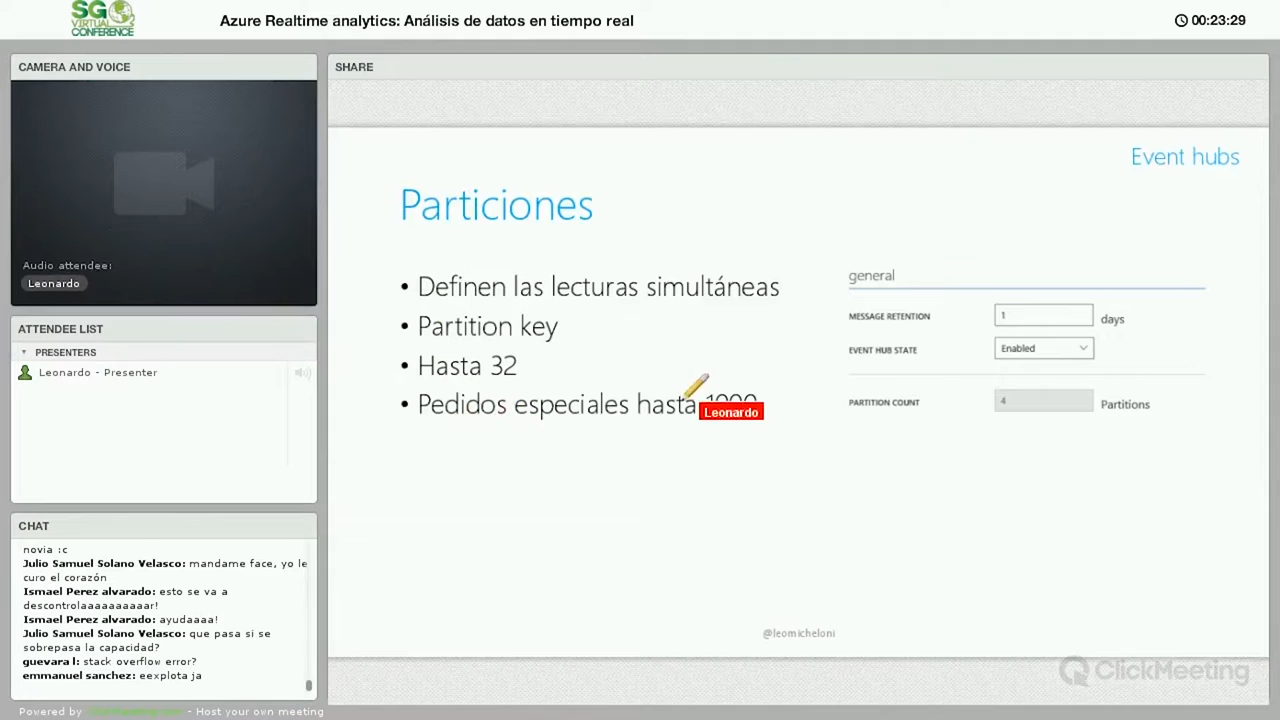 SG
VIRTUAL
CONFERENCE
Azure Realtime analytics: Análisis de datos en tiempo real
00:23:29
CAMERA AND VOICE
Audio attendee:
Leonardo
ATTENDEE LIST
PRESENTERS
Leonardo - Presenter
CHAT
novia :c
Julio Samuel Solano Velasco: mandame face, yo le
curo el corazón
Ismael Perez alvarado: esto se va a
descontrolaaaaaaaaar!
Ismael Perez alvarado: ayudaaaa!
Julio Samuel Solano Velasco: que pasa si se
sobrepasa la capacidad?
guevara l: stack overflow error?
emmanuel sanchez: eexplota ja
Powered by ClickMeeting.com - Host your own meeting
SHARE
Event hubs
Particiones
• Definen las lecturas simultáneas
• Partition key
• Hasta 32
• Pedidos especiales hasta
Leonardo
general
MESSAGE RETENTION 1 days
EVENT HUB STATE Enabled
PARTITION COUNT 4 Partitions
@leomicheloni
ClickMeeting